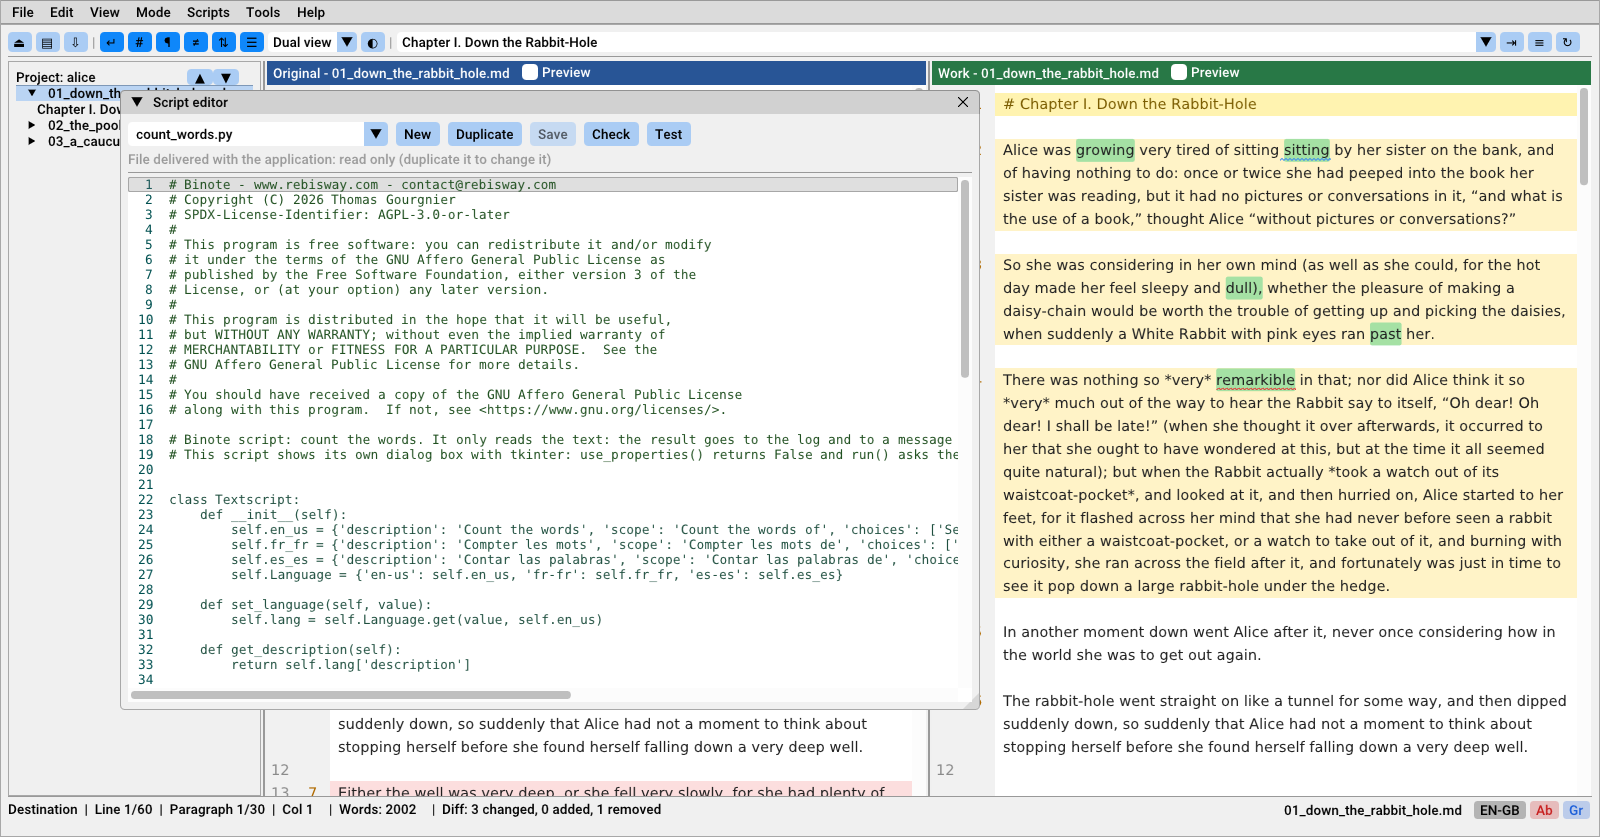 File Edit View Mode Scripts Tools Help
Dual view Chapter I. Down the Rabbit-Hole
Project: alice
01_down_th
Chapter I. Dow
02_the_pool
03_a_caucu
Original - 01_down_the_rabbit_hole.md Preview
Work - 01_down_the_rabbit_hole.md Preview
Script editor
count_words.py New Duplicate Save Check Test
File delivered with the application: read only (duplicate it to change it)
1 # Binote - www.rebisway.com - contact@rebisway.com
2 # Copyright (C) 2026 Thomas Gourgnier
3 # SPDX-License-Identifier: AGPL-3.0-or-later
4 #
5 # This program is free software: you can redistribute it and/or modify
6 # it under the terms of the GNU Affero General Public License as
7 # published by the Free Software Foundation, either version 3 of the
8 # License, or (at your option) any later version.
9 #
10 # This program is distributed in the hope that it will be useful,
11 # but WITHOUT ANY WARRANTY; without even the implied warranty of
12 # MERCHANTABILITY or FITNESS FOR A PARTICULAR PURPOSE.  See the
13 # GNU Affero General Public License for more details.
14 #
15 # You should have received a copy of the GNU Affero General Public License
16 # along with this program.  If not, see <https://www.gnu.org/licenses/>.
17
18 # Binote script: count the words. It only reads the text: the result goes to the log and to a message
19 # This script shows its own dialog box with tkinter: use_properties() returns False and run() asks the
20
21
22 class Textscript:
23     def __init__(self):
24         self.en_us = {'description': 'Count the words', 'scope': 'Count the words of', 'choices': ['Se
25         self.fr_fr = {'description': 'Compter les mots', 'scope': 'Compter les mots de', 'choices': ['
26         self.es_es = {'description': 'Contar las palabras', 'scope': 'Contar las palabras de', 'choice
27         self.Language = {'en-us': self.en_us, 'fr-fr': self.fr_fr, 'es-es': self.es_es}
28
29     def set_language(self, value):
30         self.lang = self.Language.get(value, self.en_us)
31
32     def get_description(self):
33         return self.lang['description']
34
suddenly down, so suddenly that Alice had not a moment to think about
stopping herself before she found herself falling down a very deep well.
12
13 7 Either the well was very deep, or she fell very slowly, for she had plenty of
# Chapter I. Down the Rabbit-Hole
Alice was growing very tired of sitting sitting by her sister on the bank, and
of having nothing to do: once or twice she had peeped into the book her
sister was reading, but it had no pictures or conversations in it, “and what is
the use of a book,” thought Alice “without pictures or conversations?”
So she was considering in her own mind (as well as she could, for the hot
day made her feel sleepy and dull), whether the pleasure of making a
daisy-chain would be worth the trouble of getting up and picking the daisies,
when suddenly a White Rabbit with pink eyes ran past her.
There was nothing so *very* remarkible in that; nor did Alice think it so
*very* much out of the way to hear the Rabbit say to itself, “Oh dear! Oh
dear! I shall be late!” (when she thought it over afterwards, it occurred to
her that she ought to have wondered at this, but at the time it all seemed
quite natural); but when the Rabbit actually *took a watch out of its
waistcoat-pocket*, and looked at it, and then hurried on, Alice started to her
feet, for it flashed across her mind that she had never before seen a rabbit
with either a waistcoat-pocket, or a watch to take out of it, and burning with
curiosity, she ran across the field after it, and fortunately was just in time to
see it pop down a large rabbit-hole under the hedge.
In another moment down went Alice after it, never once considering how in
the world she was to get out again.
The rabbit-hole went straight on like a tunnel for some way, and then dipped
suddenly down, so suddenly that Alice had not a moment to think about
stopping herself before she found herself falling down a very deep well.
12
Destination | Line 1/60 | Paragraph 1/30 | Col 1 | Words: 2002 | Diff: 3 changed, 0 added, 1 removed
01_down_the_rabbit_hole.md EN-GB Ab Gr